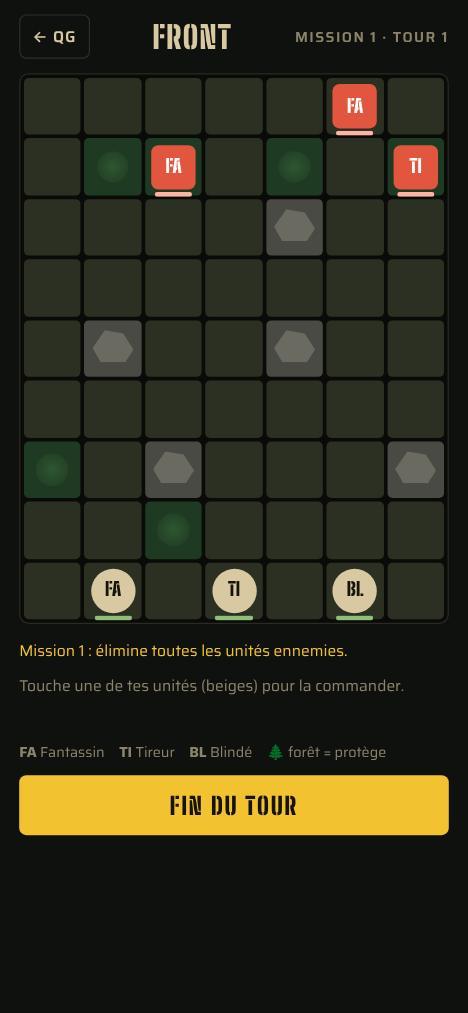 ← QG
FRONT
MISSION 1 · TOUR 1
FA
FA
TI
FA
TI
BL
Mission 1 : élimine toutes les unités ennemies.
Touche une de tes unités (beiges) pour la commander.
FA Fantassin TI Tireur BL Blindé 🌲 forêt = protège
FIN DU TOUR